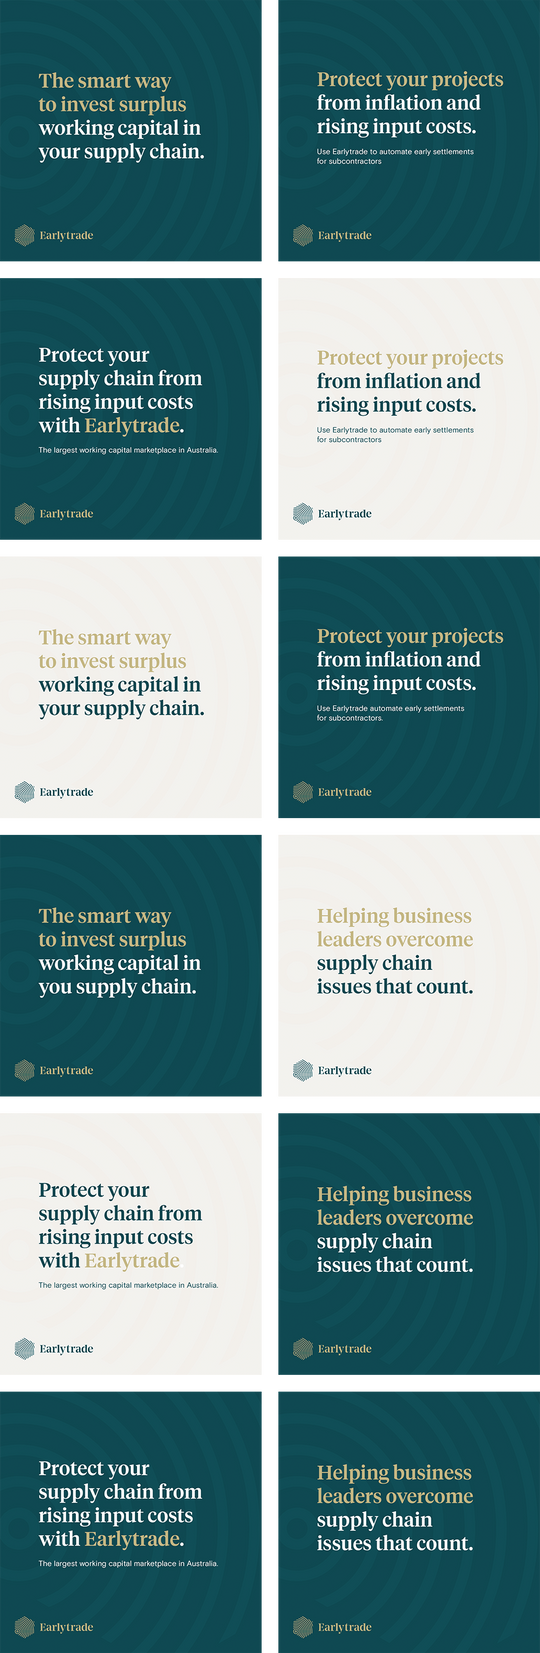 The smart way
to invest surplus
working capital in
your supply chain.
Earlytrade
Protect your projects
from inflation and
rising input costs.
Use Earlytrade to automate early settlements
for subcontractors
Earlytrade
Protect your
supply chain from
rising input costs
with Earlytrade.
The largest working capital marketplace in Australia.
Earlytrade
Protect your projects
from inflation and
rising input costs.
Use Earlytrade to automate early settlements
for subcontractors
Earlytrade
The smart way
to invest surplus
working capital in
your supply chain.
Earlytrade
Protect your projects
from inflation and
rising input costs.
Use Earlytrade automate early settlements
for subcontractors.
Earlytrade
The smart way
to invest surplus
working capital in
you supply chain.
Earlytrade
Helping business
leaders overcome
supply chain
issues that count.
Earlytrade
Protect your
supply chain from
rising input costs
with Earlytrade
The largest working capital marketplace in Australia.
Earlytrade
Helping business
leaders overcome
supply chain
issues that count.
Earlytrade
Protect your
supply chain from
rising input costs
with Earlytrade.
The largest working capital marketplace in Australia.
Earlytrade
Helping business
leaders overcome
supply chain
issues that count.
Earlytrade